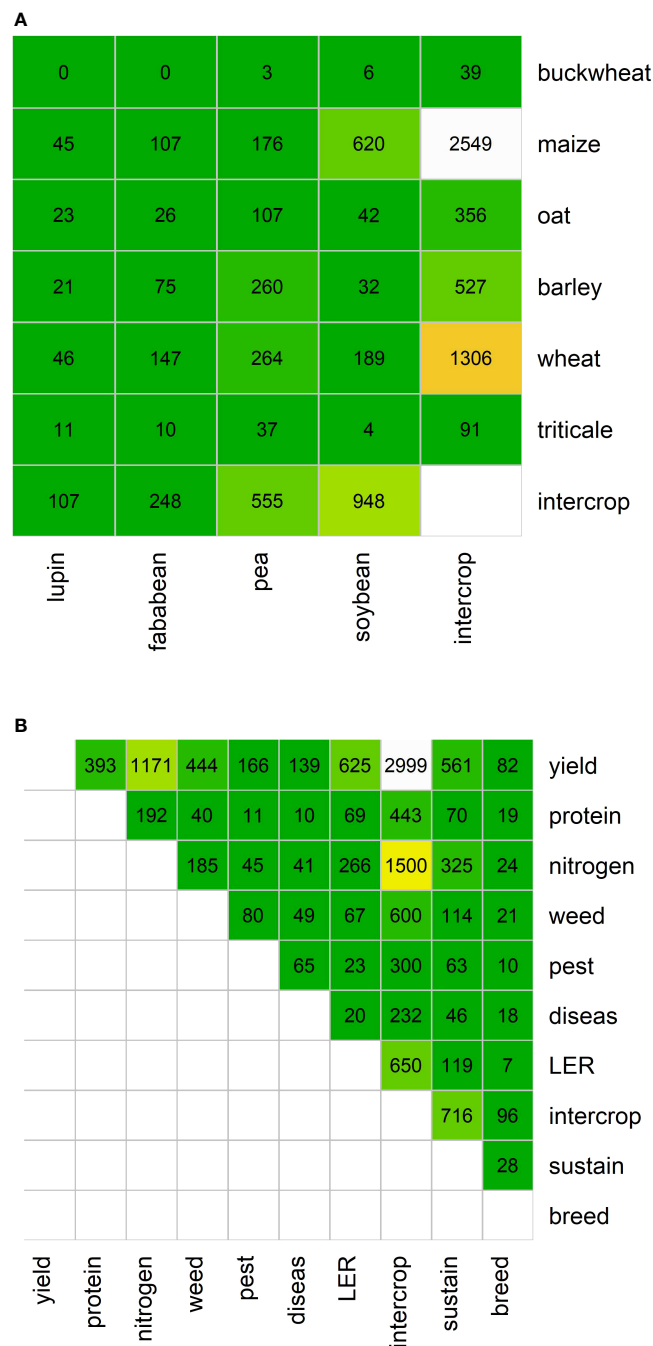 A
0 0 3 6 39 buckwheat
45 107 176 620 2549 maize
23 26 107 42 356 oat
21 75 260 32 527 barley
46 147 264 189 1306 wheat
11 10 37 4 91 triticale
107 248 555 948 intercrop
lupin fababean pea soybean intercrop
B
393 1171 444 166 139 625 2999 561 82 yield
192 40 11 10 69 443 70 19 protein
185 45 41 266 1500 325 24 nitrogen
80 49 67 600 114 21 weed
65 23 300 63 10 pest
20 232 46 18 diseas
650 119 7 LER
716 96 intercrop
28 sustain
breed
yield protein nitrogen weed pest diseas LER intercrop sustain breed